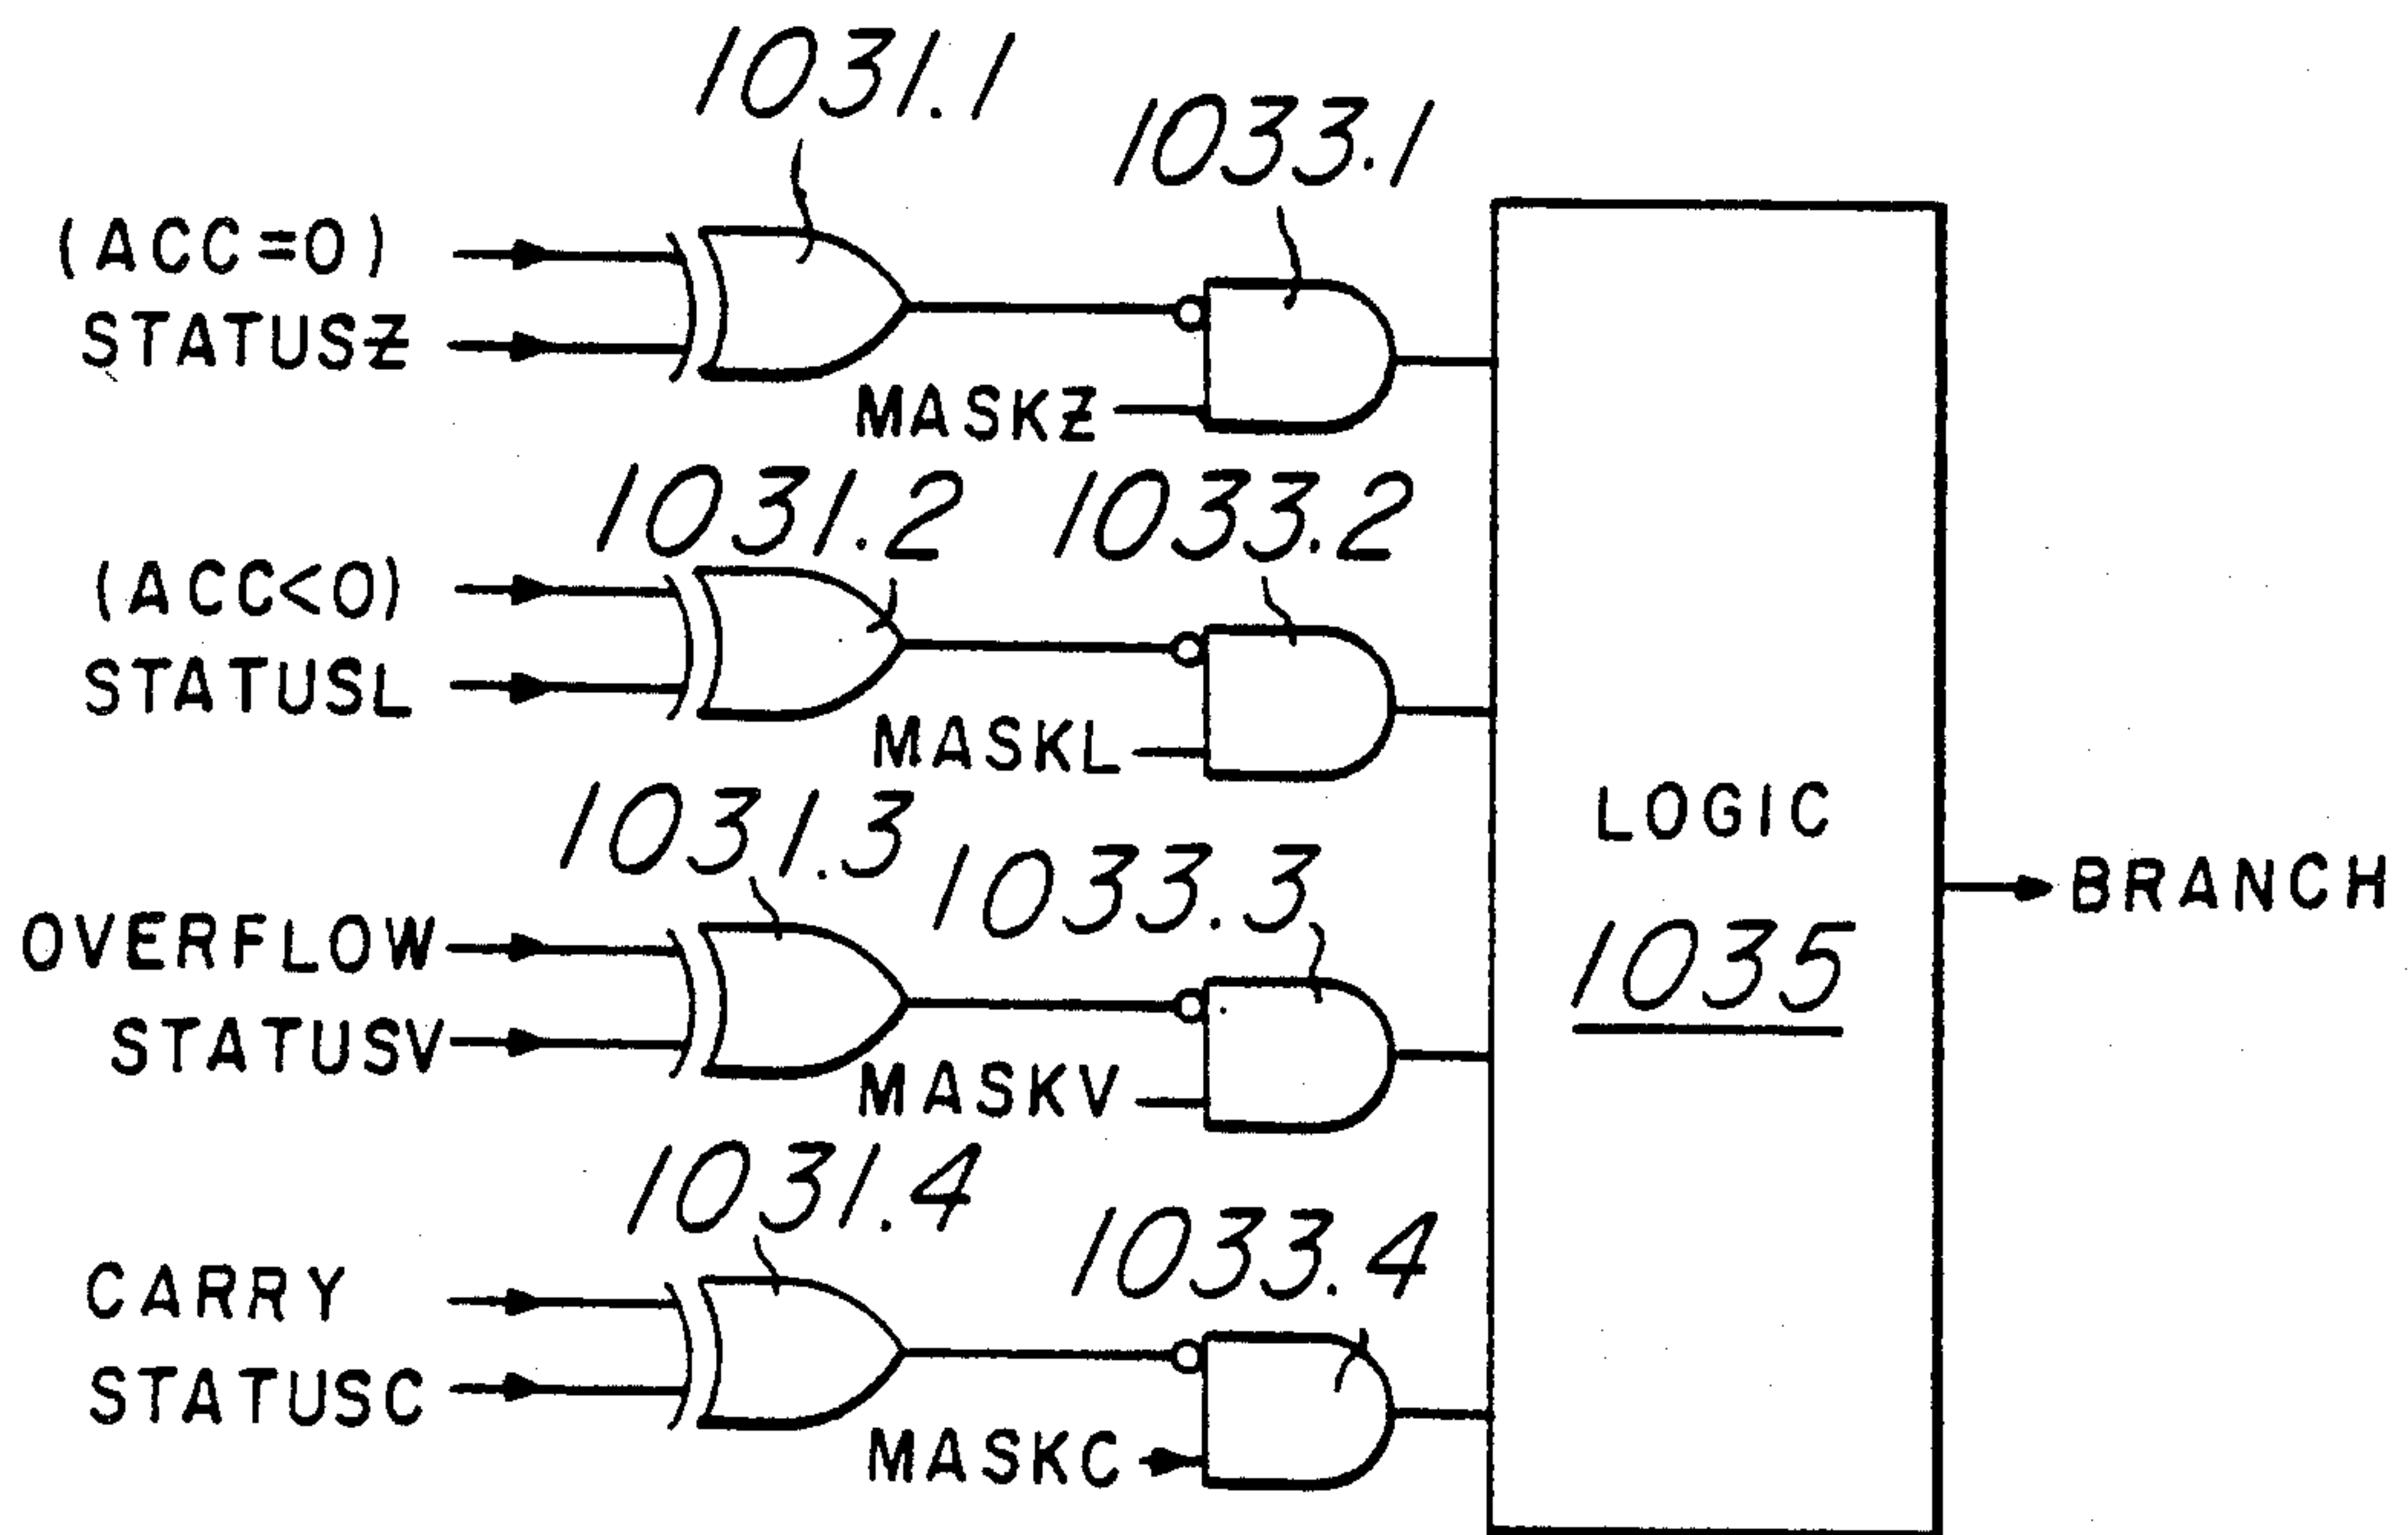 1031.1
1033.1
(ACC=0)
STATUSZ
MASKZ
1031.2
1033.2
(ACC<0)
STATUSL
MASKL
1031.3
1033.3
LOGIC
1035
BRANCH
OVERFLOW
STATUSV
MASKV
1031.4
1033.4
CARRY
STATUSC
MASKC